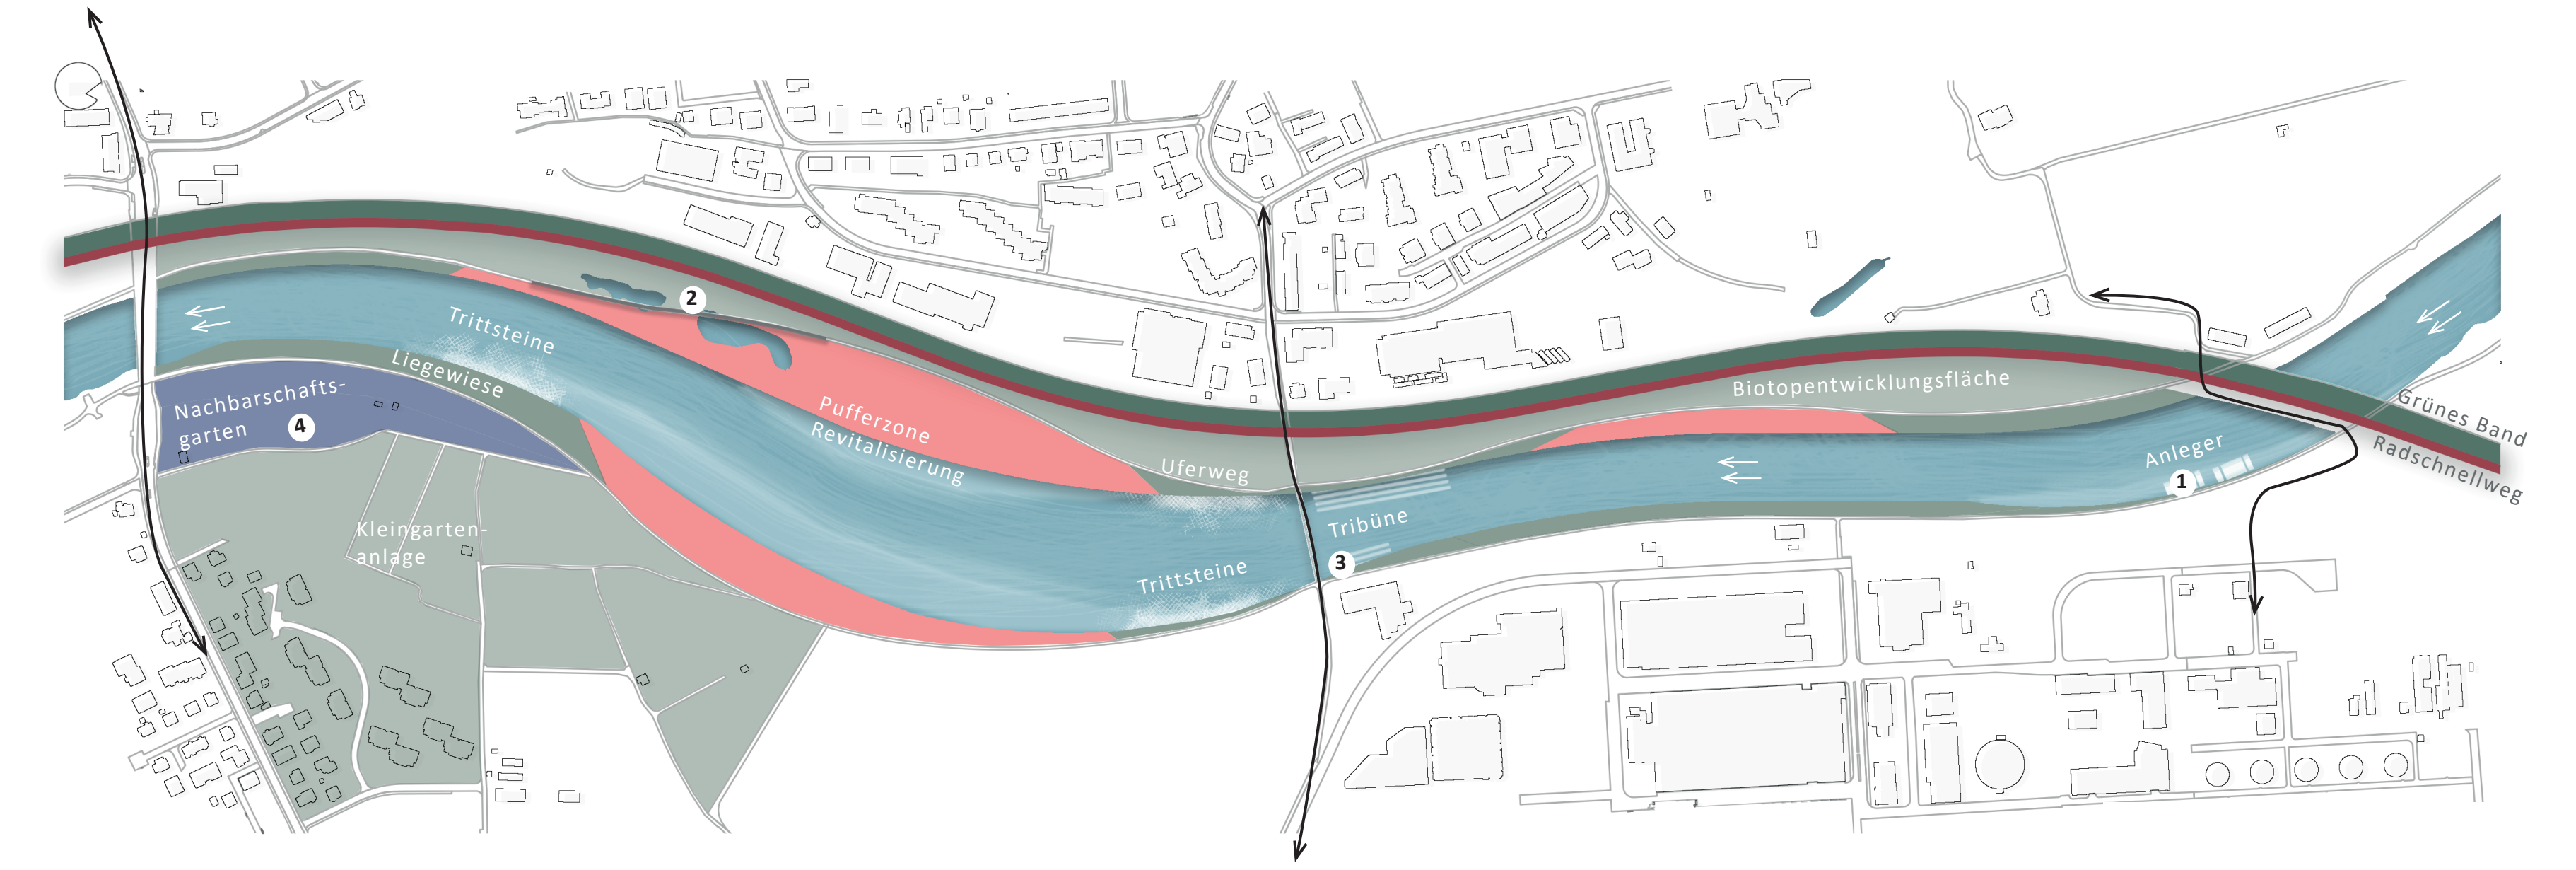 2
Trittsteine
Liegewiese
Nachbarschafts-
garten
4
Pufferzone
Revitalisierung
Uferweg
Biotopentwicklungsfläche
Grünes Band
Radschnellweg
Anleger
1
Tribüne
3
Trittsteine
Kleingarten-
anlage